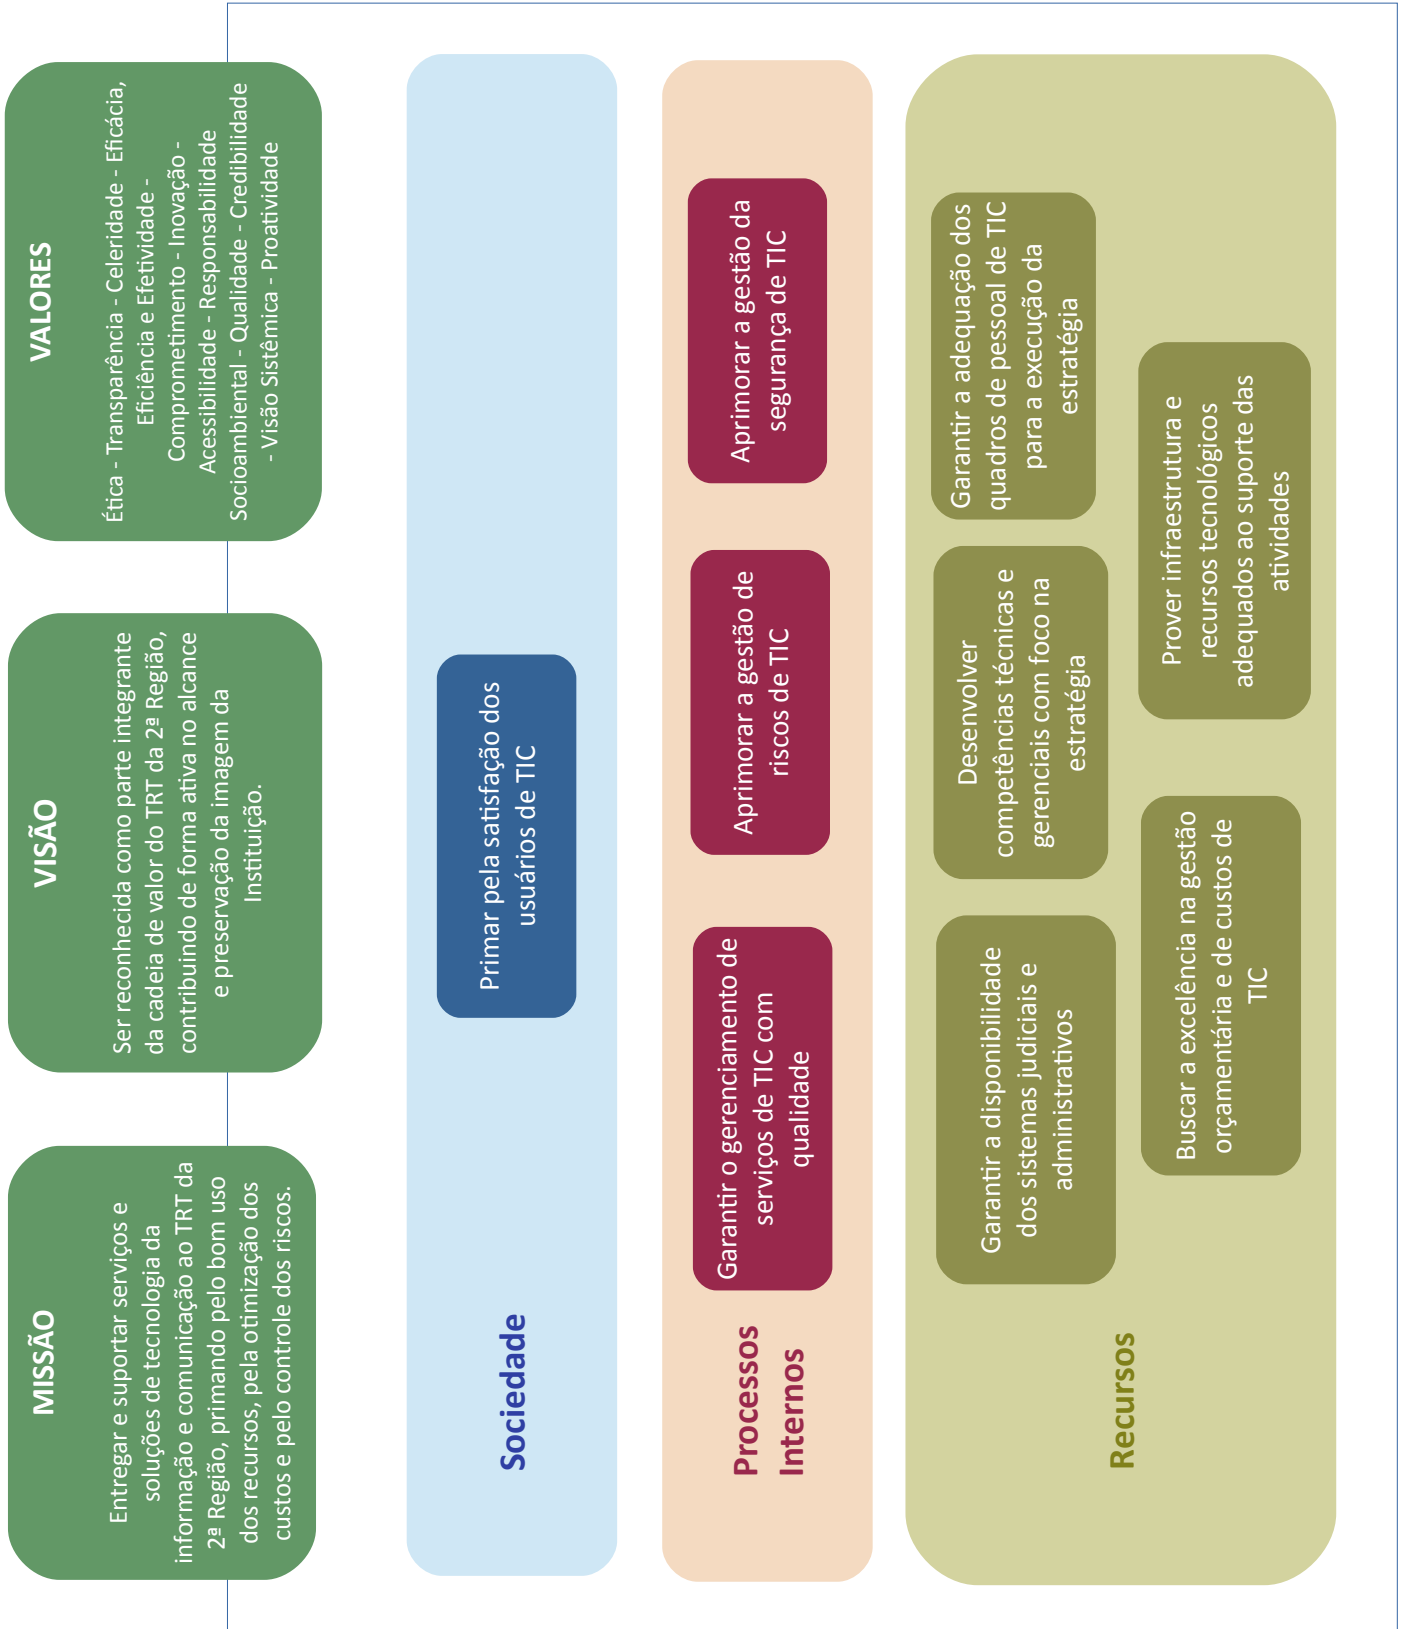 MISSÃO
Entregar e suportar serviços e
soluções de tecnologia da
informação e comunicação ao TRT da
2ª Região, primando pelo bom uso
dos recursos, pela otimização dos
custos e pelo controle dos riscos.
VISÃO
Ser reconhecida como parte integrante
da cadeia de valor do TRT da 2ª Região,
contribuindo de forma ativa no alcance
e preservação da imagem da
Instituição.
VALORES
Ética - Transparência - Celeridade - Eficácia,
Eficiência e Efetividade -
Comprometimento - Inovação -
Acessibilidade - Responsabilidade
Socioambiental - Qualidade - Credibilidade
- Visão Sistêmica - Proatividade
Sociedade
Primar pela satisfação dos
usuários de TIC
Processos
Internos
Garantir o gerenciamento de
serviços de TIC com
qualidade
Aprimorar a gestão de
riscos de TIC
Aprimorar a gestão da
segurança de TIC
Recursos
Garantir a disponibilidade
dos sistemas judiciais e
administrativos
Desenvolver
competências técnicas e
gerenciais com foco na
estratégia
Garantir a adequação dos
quadros de pessoal de TIC
para a execução da
estratégia
Buscar a excelência na gestão
orçamentária e de custos de
TIC
Prover infraestrutura e
recursos tecnológicos
adequados ao suporte das
atividades